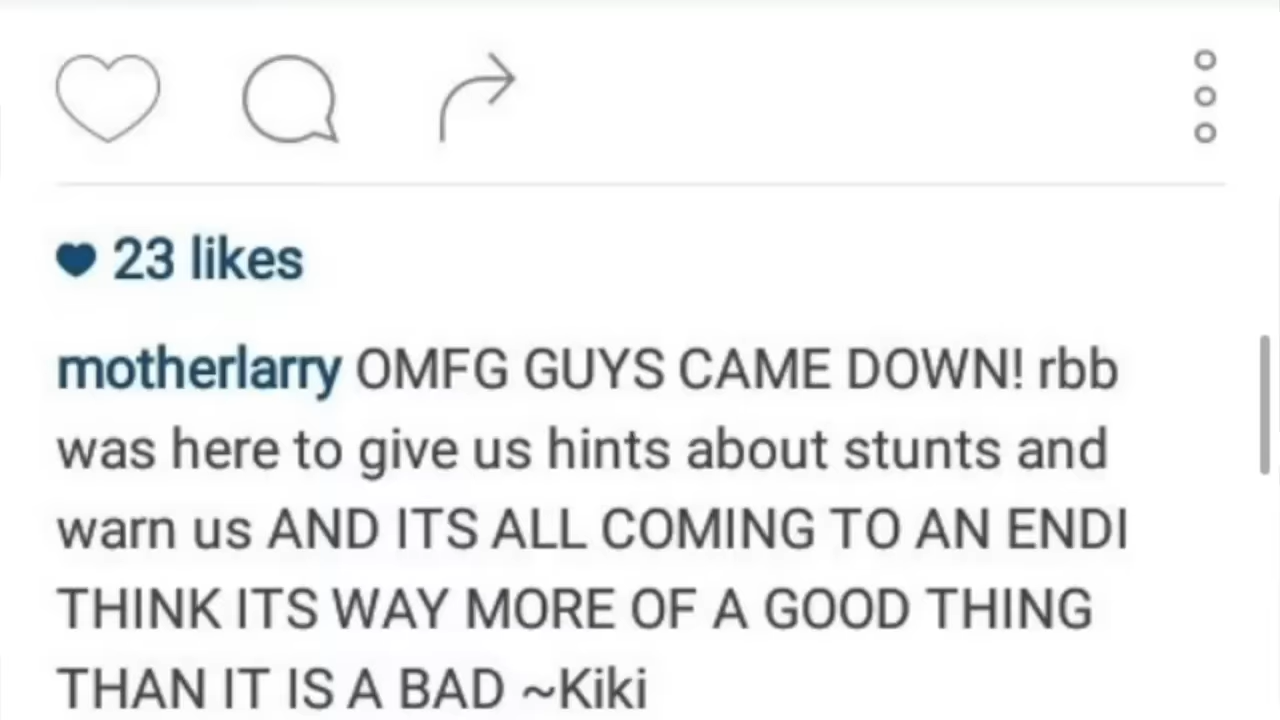 23 likes
motherlarry OMFG GUYS CAME DOWN! rbb
was here to give us hints about stunts and
warn us AND ITS ALL COMING TO AN ENDI
THINK ITS WAY MORE OF A GOOD THING
THAN IT IS A BAD ~Kiki